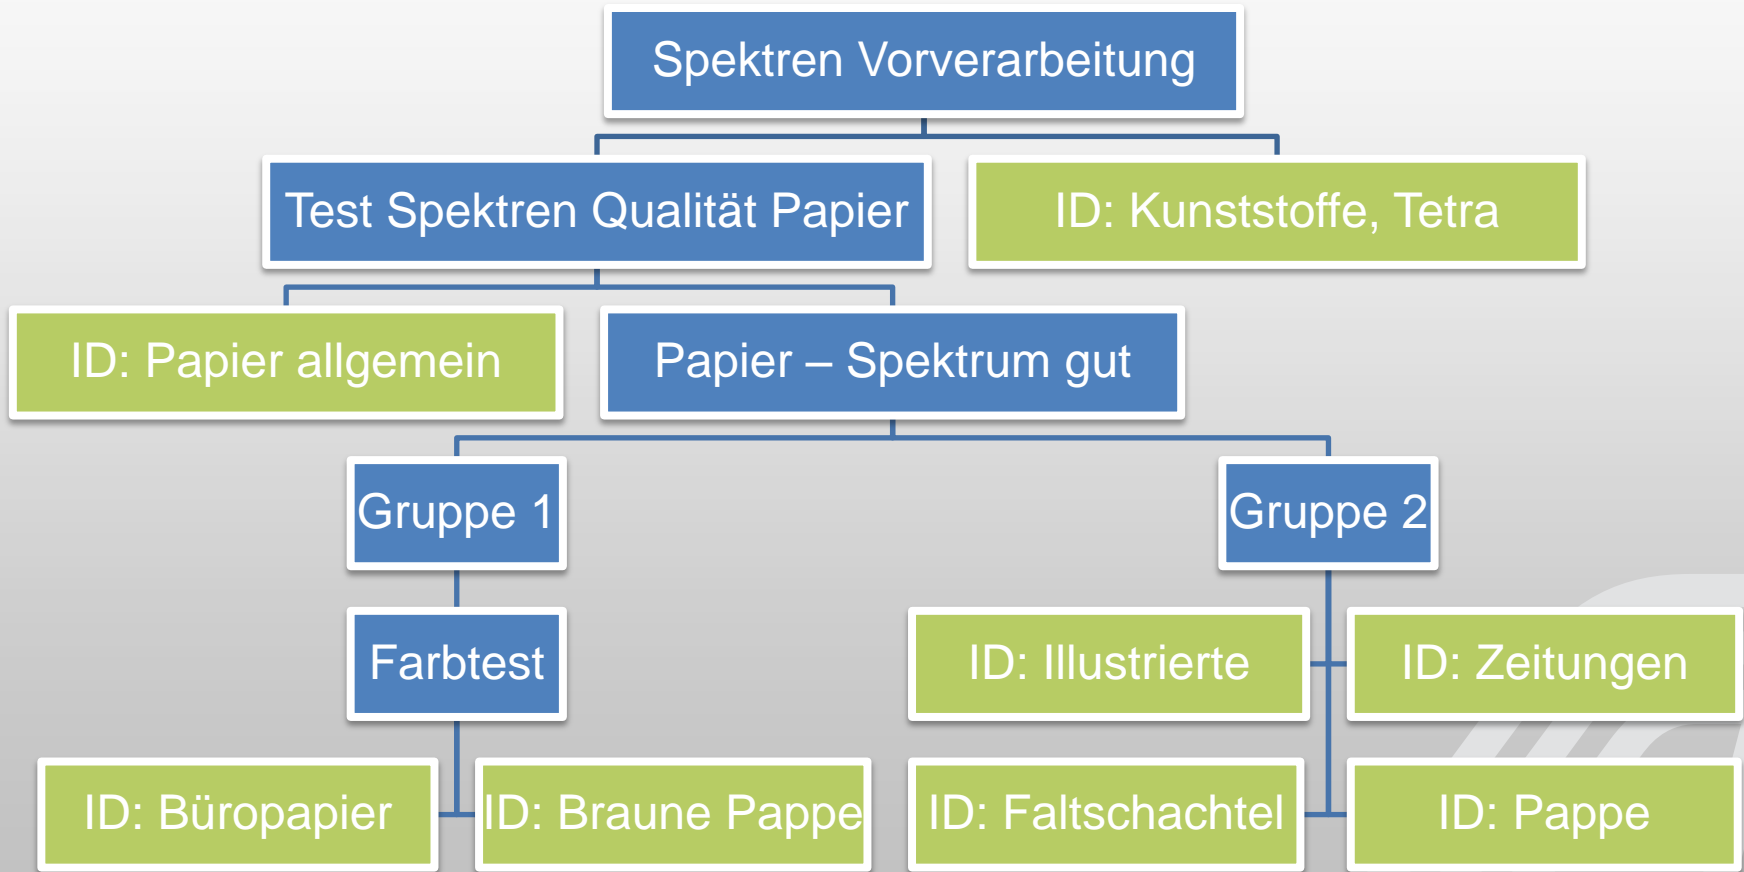 Spektren Vorverarbeitung
Test Spektren Qualität Papier
ID: Kunststoffe, Tetra
ID: Papier allgemein
Papier – Spektrum gut
Gruppe 1
Gruppe 2
Farbtest
ID: Illustrierte
ID: Zeitungen
ID: Büropapier
ID: Braune Pappe
ID: Faltschachtel
ID: Pappe